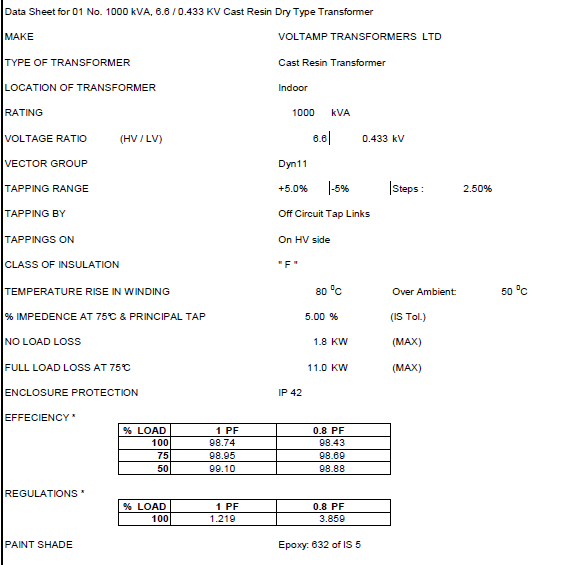 Data Sheet for 01 No. 1000 kVA, 6.6 / 0.433 KV Cast Resin Dry Type Transformer
MAKE VOLTAMP TRANSFORMERS LTD
TYPE OF TRANSFORMER Cast Resin Transformer
LOCATION OF TRANSFORMER Indoor
RATING 1000 kVA
VOLTAGE RATIO (HV / LV) 6.6 0.433 kV
VECTOR GROUP Dyn11
TAPPING RANGE +5.0% -5% Steps : 2.50%
TAPPING BY Off Circuit Tap Links
TAPPINGS ON On HV side
CLASS OF INSULATION " F "
TEMPERATURE RISE IN WINDING 80 ⁰C Over Ambient: 50 ⁰C
% IMPEDENCE AT 75℃ & PRINCIPAL TAP 5.00 % (IS Tol.)
NO LOAD LOSS 1.8 KW (MAX)
FULL LOAD LOSS AT 75℃ 11.0 KW (MAX)
ENCLOSURE PROTECTION IP 42
EFFECIENCY *
% LOAD 1 PF 0.8 PF
100 98.74 98.43
75 98.95 98.69
50 99.10 98.88
REGULATIONS *
% LOAD 1 PF 0.8 PF
100 1.219 3.859
PAINT SHADE Epoxy: 632 of IS 5